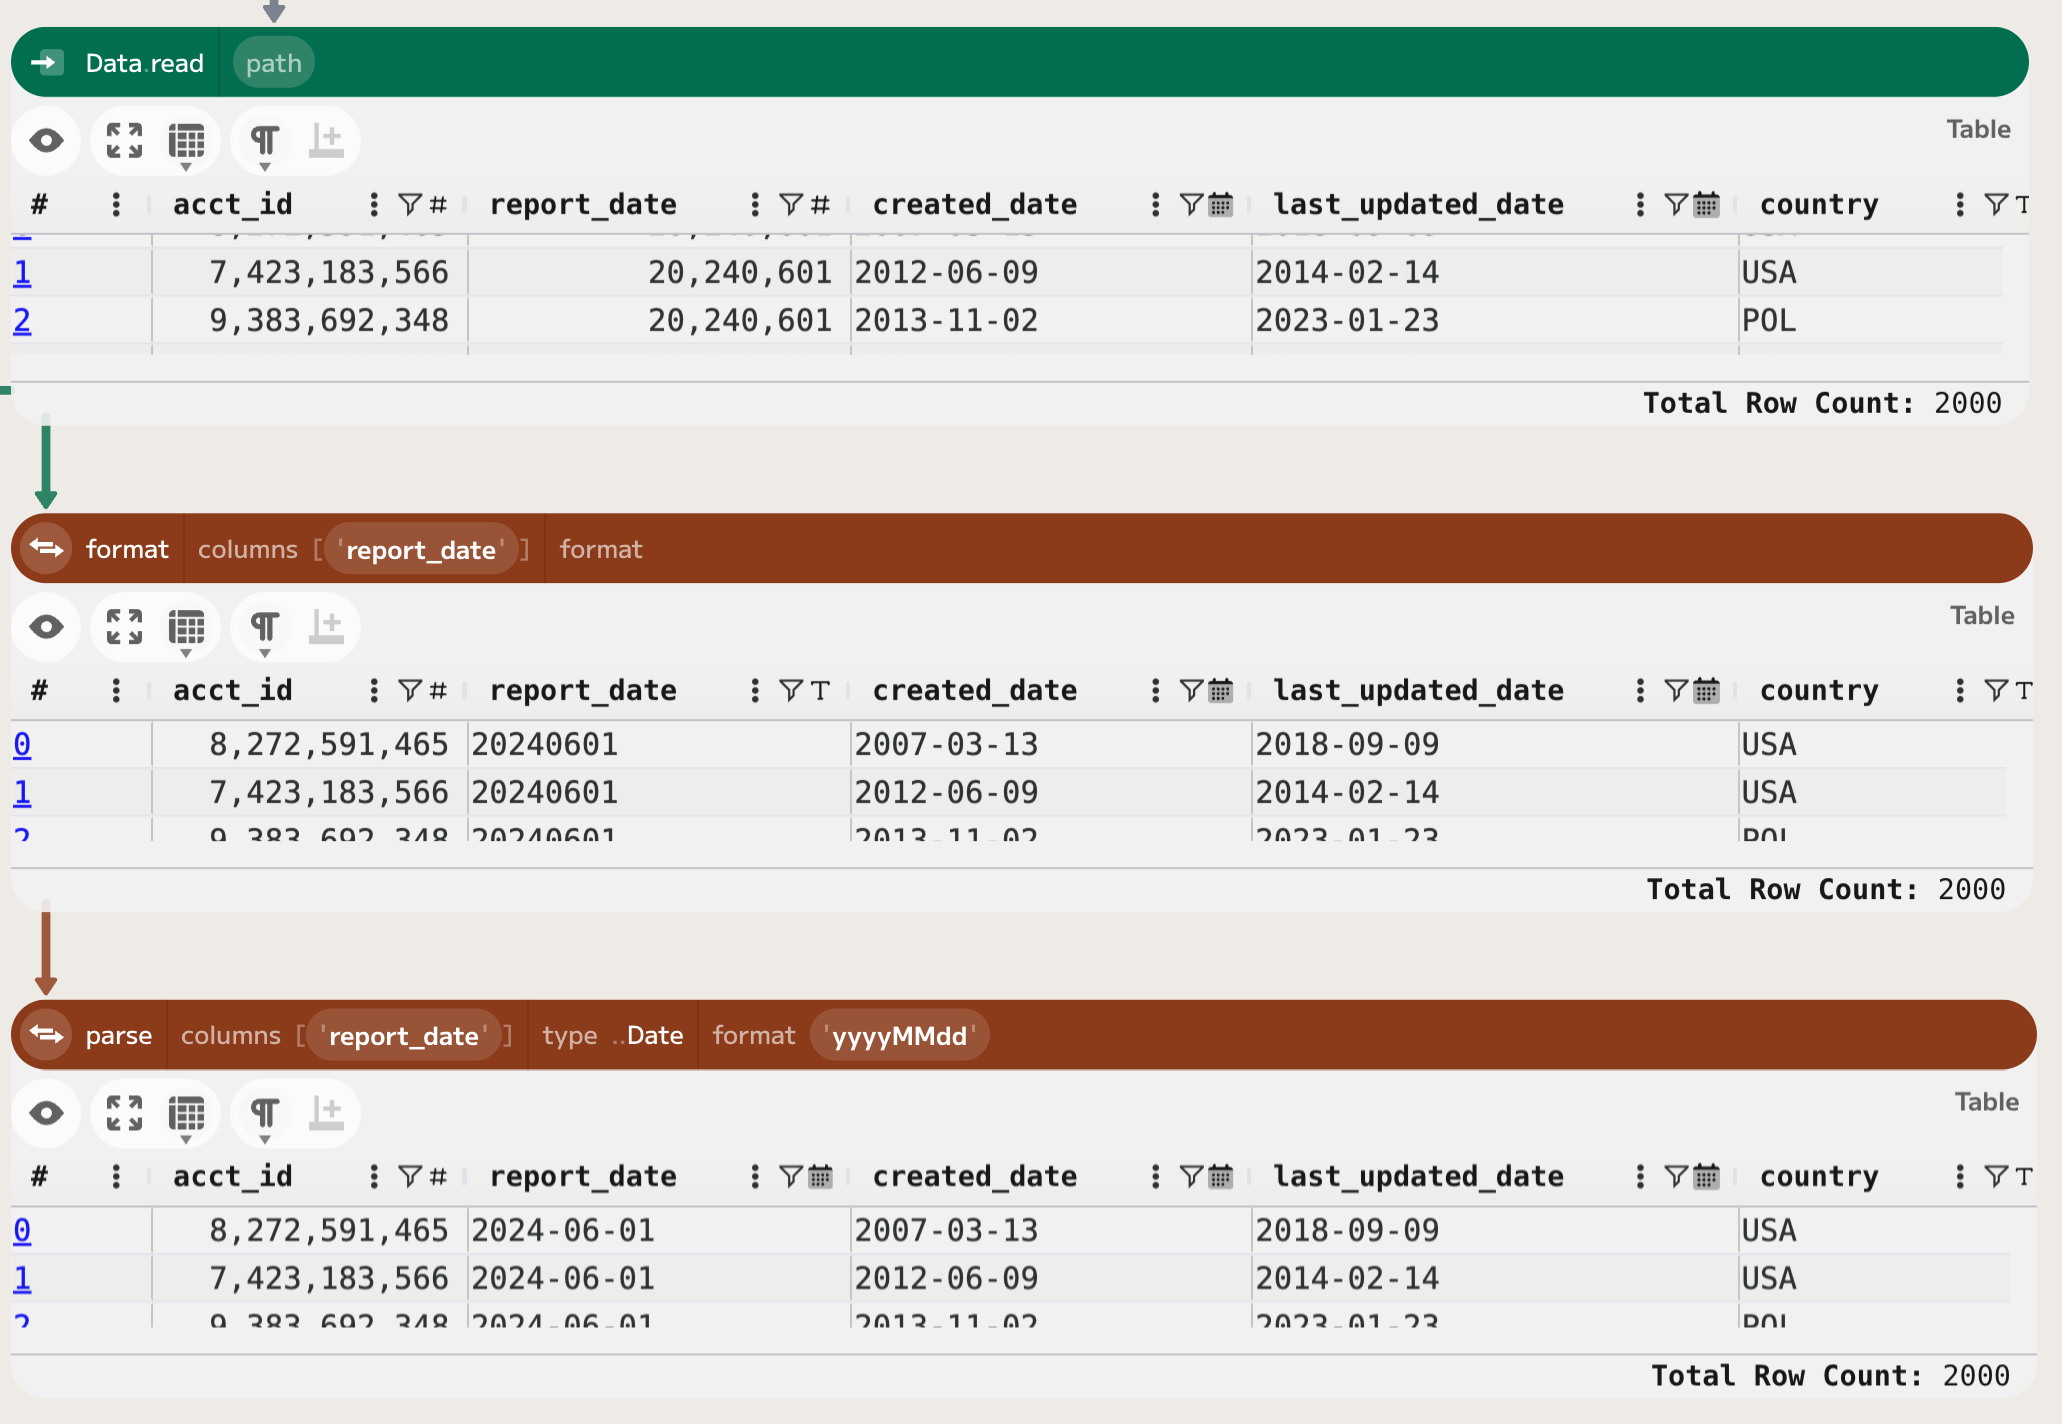 Data.read path
Table
# acct_id # report_date # created_date last_updated_date country T
1 7,423,183,566 20,240,601 2012-06-09 2014-02-14 USA
2 9,383,692,348 20,240,601 2013-11-02 2023-01-23 POL
Total Row Count: 2000
format columns ['report_date'] format
Table
# acct_id # report_date T created_date last_updated_date country T
0 8,272,591,465 20240601 2007-03-13 2018-09-09 USA
1 7,423,183,566 20240601 2012-06-09 2014-02-14 USA
2 9,383,692,348 20240601 2013-11-02 2023-01-23 POL
Total Row Count: 2000
parse columns ['report_date'] type ..Date format 'yyyyMMdd'
Table
# acct_id # report_date created_date last_updated_date country T
0 8,272,591,465 2024-06-01 2007-03-13 2018-09-09 USA
1 7,423,183,566 2024-06-01 2012-06-09 2014-02-14 USA
2 9,383,692,348 2024-06-01 2013-11-02 2023-01-23 POL
Total Row Count: 2000